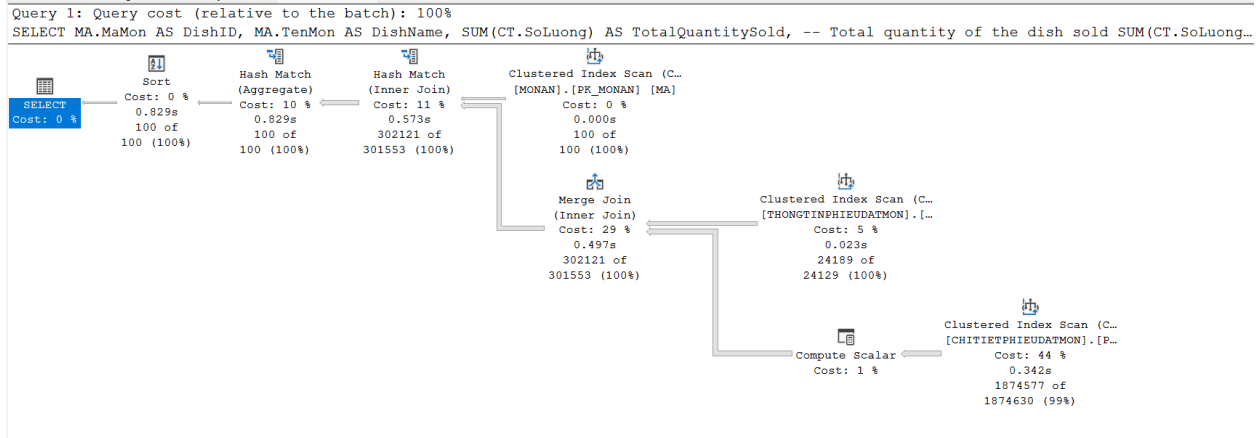 Query 1: Query cost (relative to the batch): 100%
SELECT MA.MaMon AS DishID, MA.TenMon AS DishName, SUM(CT.SoLuong) AS TotalQuantitySold, -- Total quantity of the dish sold SUM(CT.SoLuong...
SELECT
Cost: 0 %
Sort
Cost: 0 %
0.829s
100 of
100 (100%)
Hash Match
(Aggregate)
Cost: 10 %
0.829s
100 of
100 (100%)
Hash Match
(Inner Join)
Cost: 11 %
0.573s
302121 of
301553 (100%)
Clustered Index Scan (C...
[MONAN].[PK_MONAN] [MA]
Cost: 0 %
0.000s
100 of
100 (100%)
Merge Join
(Inner Join)
Cost: 29 %
0.497s
302121 of
301553 (100%)
Clustered Index Scan (C...
[THONGTINPHIEUDATMON].[...
Cost: 5 %
0.023s
24189 of
24129 (100%)
Compute Scalar
Cost: 1 %
Clustered Index Scan (C...
[CHITIETPHIEUDATMON].[P...
Cost: 44 %
0.342s
1874577 of
1874630 (99%)